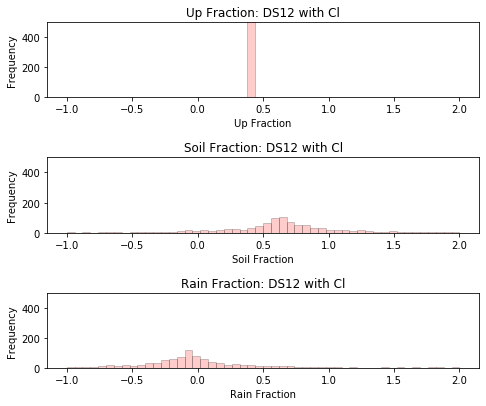 Up Fraction: DS12 with Cl
400
200
0
Frequency
−1.0 −0.5 0.0 0.5 1.0 1.5 2.0
Up Fraction
Soil Fraction: DS12 with Cl
400
200
0
Frequency
−1.0 −0.5 0.0 0.5 1.0 1.5 2.0
Soil Fraction
Rain Fraction: DS12 with Cl
400
200
0
Frequency
−1.0 −0.5 0.0 0.5 1.0 1.5 2.0
Rain Fraction